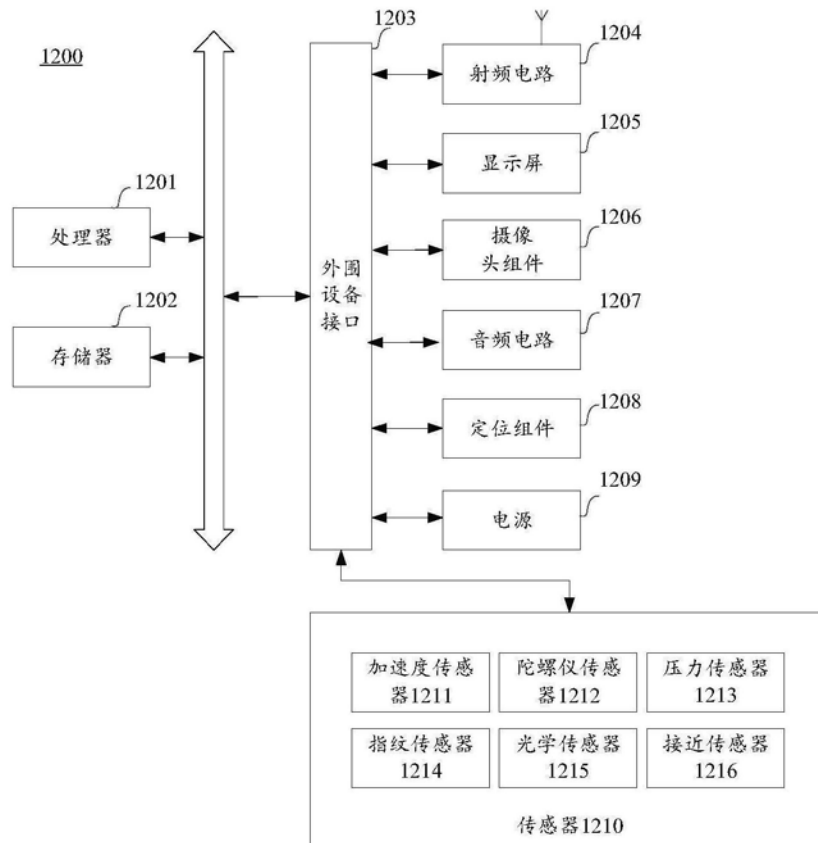 1200
1203
1204
射频电路
1205
显示屏
1201
处理器
1206
摄像
头组件
外围
设备
接口
1202
存储器
1207
音频电路
1208
定位组件
1209
电源
加速度传感
器1211
陀螺仪传感
器1212
压力传感器
1213
指纹传感器
1214
光学传感器
1215
接近传感器
1216
传感器1210